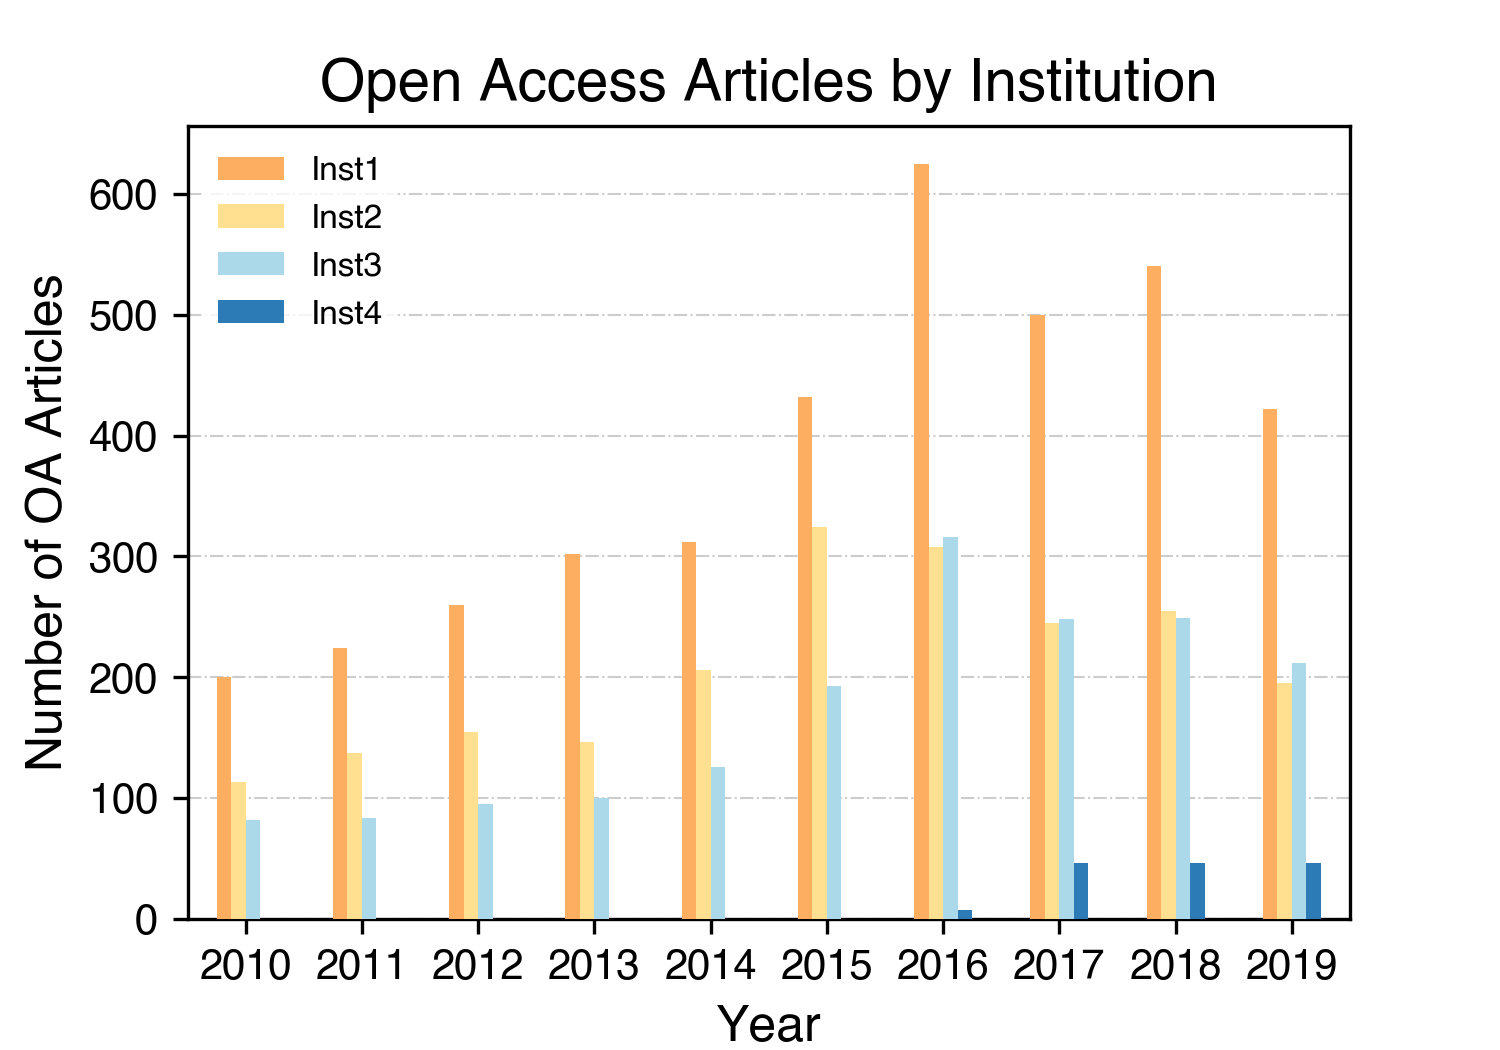 Open Access Articles by Institution
Inst1
Inst2
Inst3
Inst4
Number of OA Articles
600
500
400
300
200
100
0
2010 2011 2012 2013 2014 2015 2016 2017 2018 2019
Year